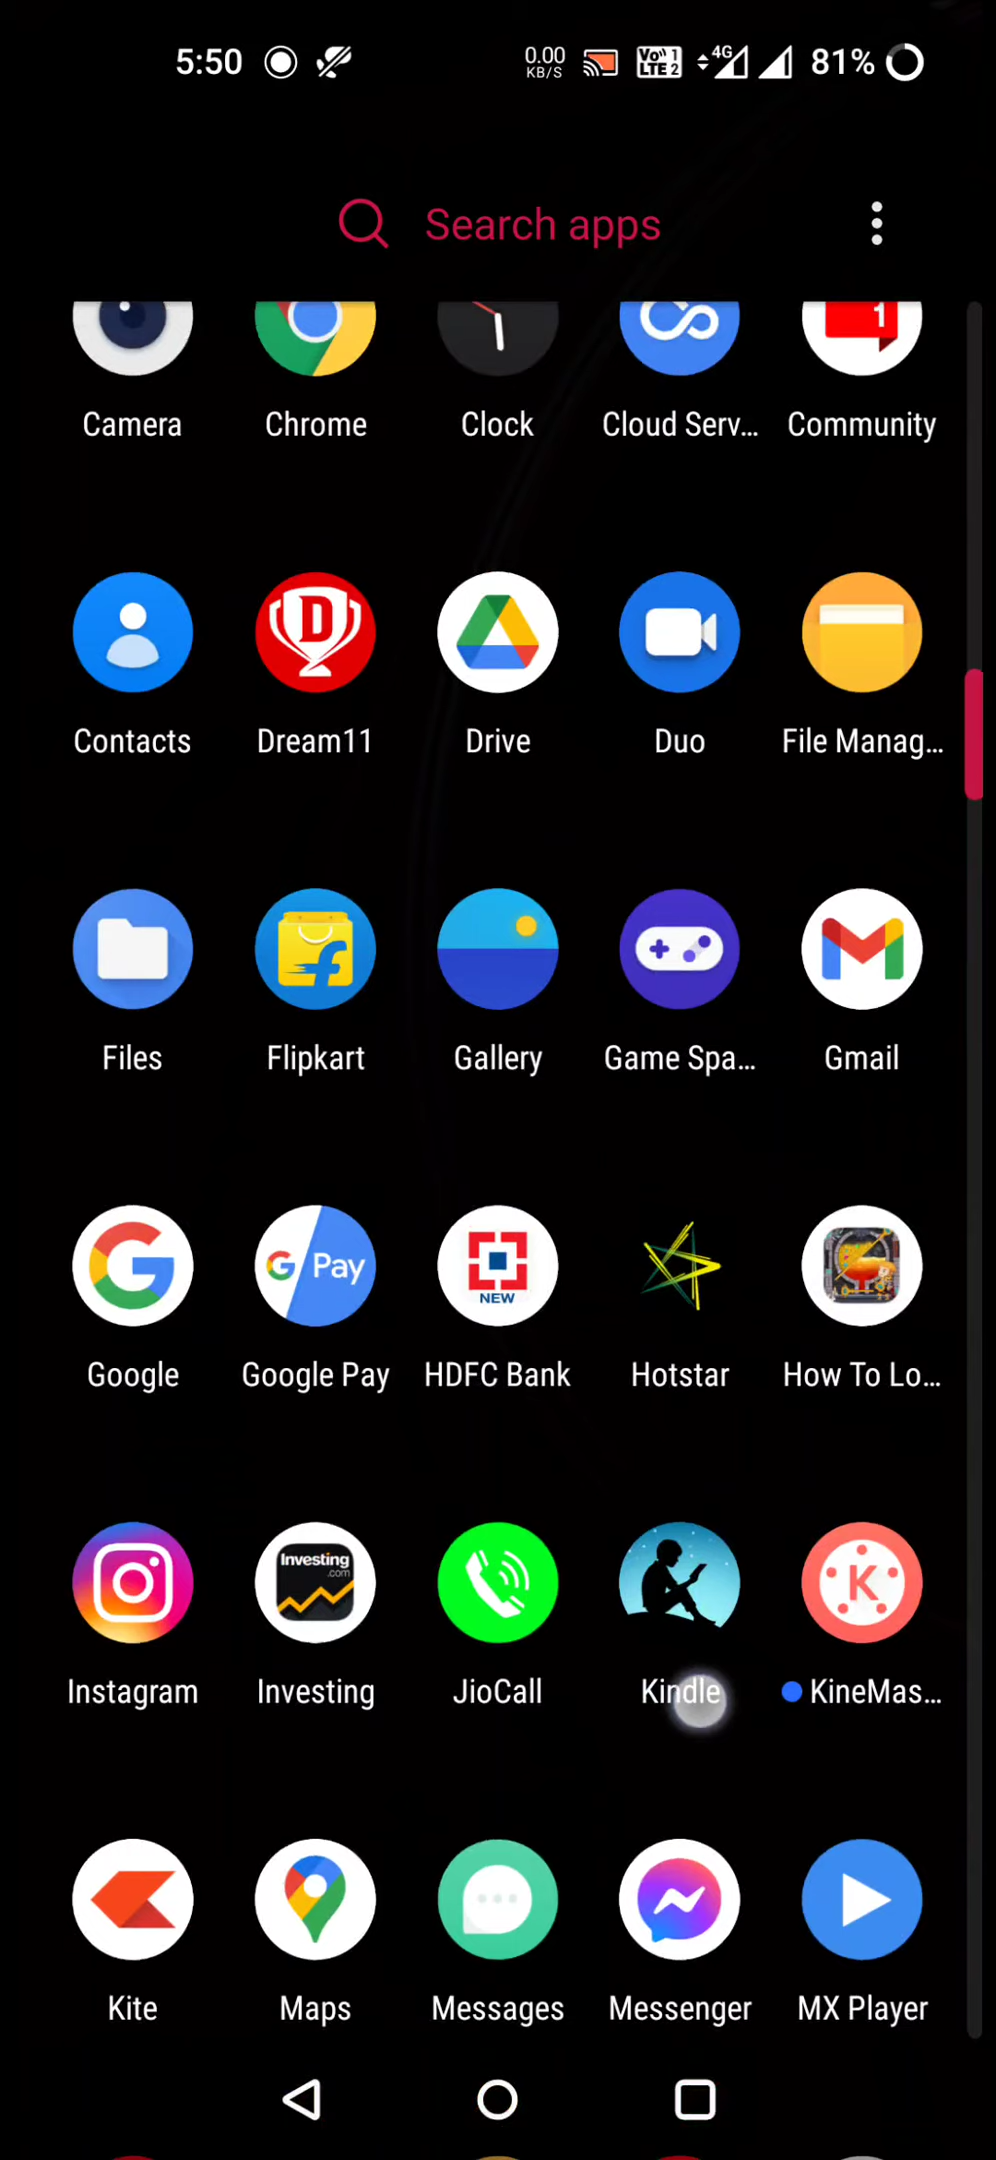 5:50 0.00 KB/S Vo)) 1 LTE 2 4G 81%
Search apps
1
Camera Chrome Clock Cloud Serv... Community
D
Contacts Dream11 Drive Duo File Manag...
f
Files Flipkart Gallery Game Spa... Gmail
G G Pay NEW
Google Google Pay HDFC Bank Hotstar How To Lo...
Investing .com K
Instagram Investing JioCall Kindle KineMas...
Kite Maps Messages Messenger MX Player